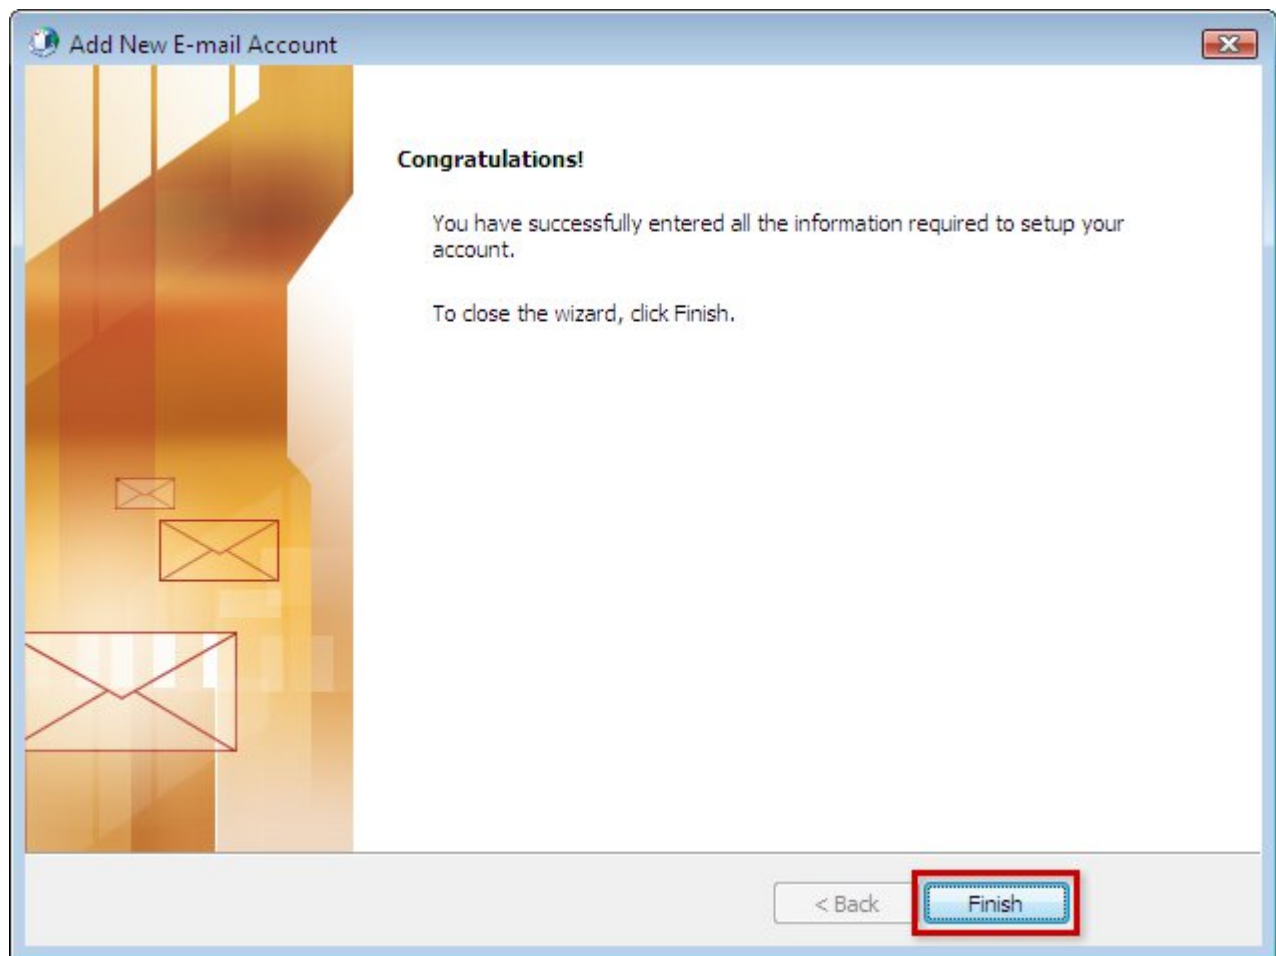 Add New E-mail Account
Congratulations!
You have successfully entered all the information required to setup your
account.
To close the wizard, click Finish.
< Back
Finish